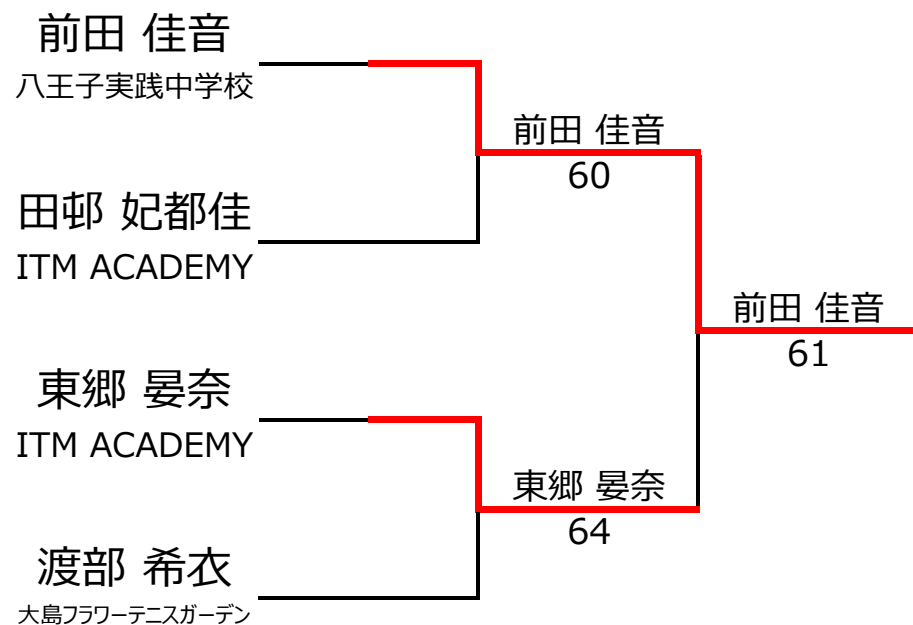 前田 佳音
八王子実践中学校
前田 佳音
60
田邨 妃都佳
ITM ACADEMY
前田 佳音
61
東郷 晏奈
ITM ACADEMY
東郷 晏奈
64
渡部 希衣
大島フラワーテニスガーデン